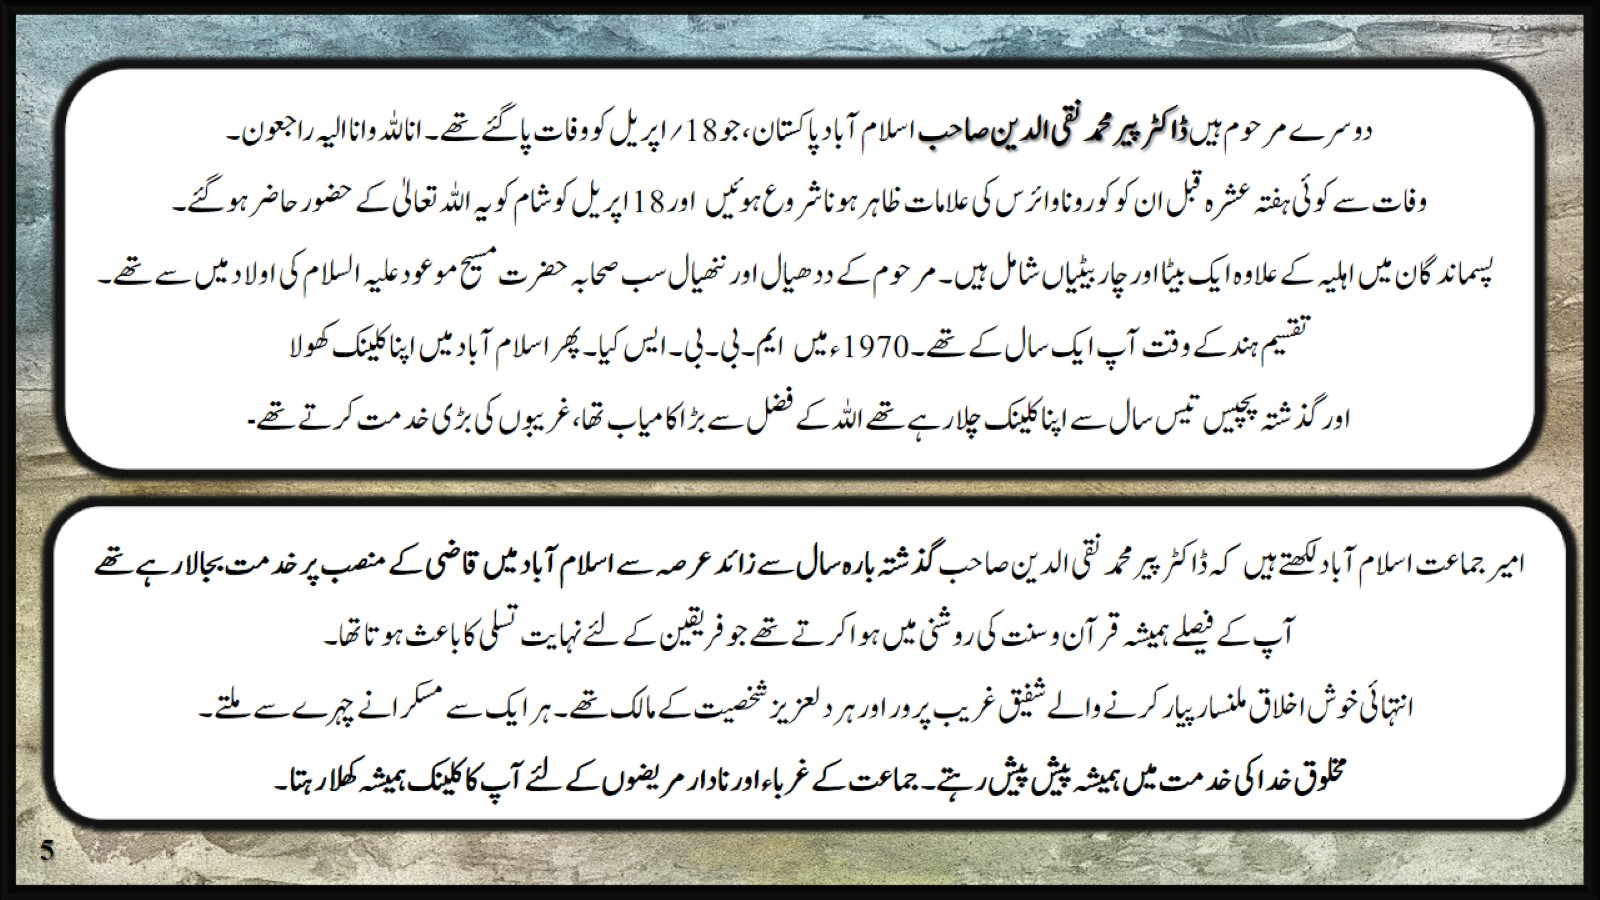 دوسرے مرحوم ہیں ڈاکٹر پیر محمد نقی الدین صاحب اسلام آباد پاکستان، جو 18؍ اپریل کو وفات پا گئے تھے۔ انا للہ وانا الیہ راجعون۔
وفات سے کوئی ہفتہ عشرہ قبل ان کو کورونا وائرس کی علامات ظاہر ہونا شروع ہوئیں اور 18 اپریل کو شام کو یہ اللہ تعالیٰ کے حضور حاضر ہو گئے۔
پسماندگان میں اہلیہ کے علاوہ ایک بیٹا اور چار بیٹیاں شامل ہیں۔ مرحوم کے ددھیال اور ننھیال سب صحابہ حضرت مسیح موعود علیہ السلام کی اولاد میں سے تھے۔
تقسیم ہند کے وقت آپ ایک سال کے تھے۔ 1970ء میں ایم۔بی۔بی۔ایس کیا۔ پھر اسلام آباد میں اپنا کلینک کھولا
اور گذشتہ پچیس تیس سال سے اپنا کلینک چلا رہے تھے اللہ کے فضل سے بڑا کامیاب تھا، غریبوں کی بڑی خدمت کرتے تھے۔
امیر جماعت اسلام آباد لکھتے ہیں کہ ڈاکٹر پیر محمد نقی الدین صاحب گذشتہ بارہ سال سے زائد عرصہ سے اسلام آباد میں قاضی کے منصب پر خدمت بجا لا رہے تھے
آپ کے فیصلے ہمیشہ قرآن و سنت کی روشنی میں ہوا کرتے تھے جو فریقین کے لئے نہایت تسلی کا باعث ہوتا تھا۔
انتہائی خوش اخلاق ملنسار پیار کرنے والے شفیق غریب پرور اور ہر دلعزیز شخصیت کے مالک تھے۔ ہر ایک سے مسکرانے چہرے سے ملتے۔
مخلوق خدا کی خدمت میں ہمیشہ پیش پیش رہتے۔ جماعت کے غرباء اور نادار مریضوں کے لئے آپ کا کلینک ہمیشہ کھلا رہتا۔
5